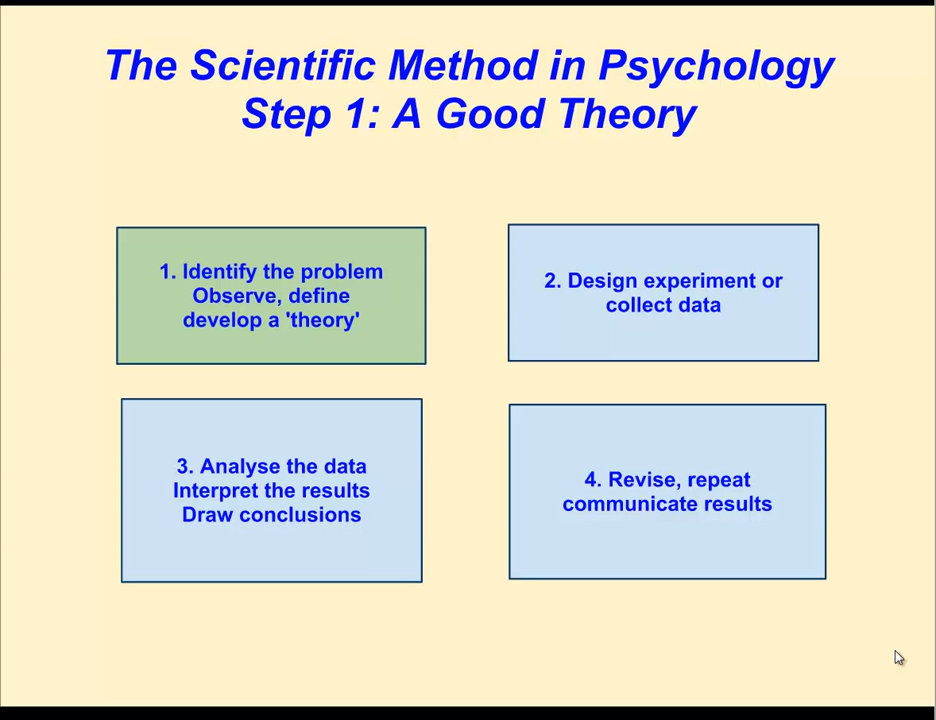 The Scientific Method in Psychology
Step 1: A Good Theory
1. Identify the problem
Observe, define
develop a 'theory'
2. Design experiment or
collect data
3. Analyse the data
Interpret the results
Draw conclusions
4. Revise, repeat
communicate results